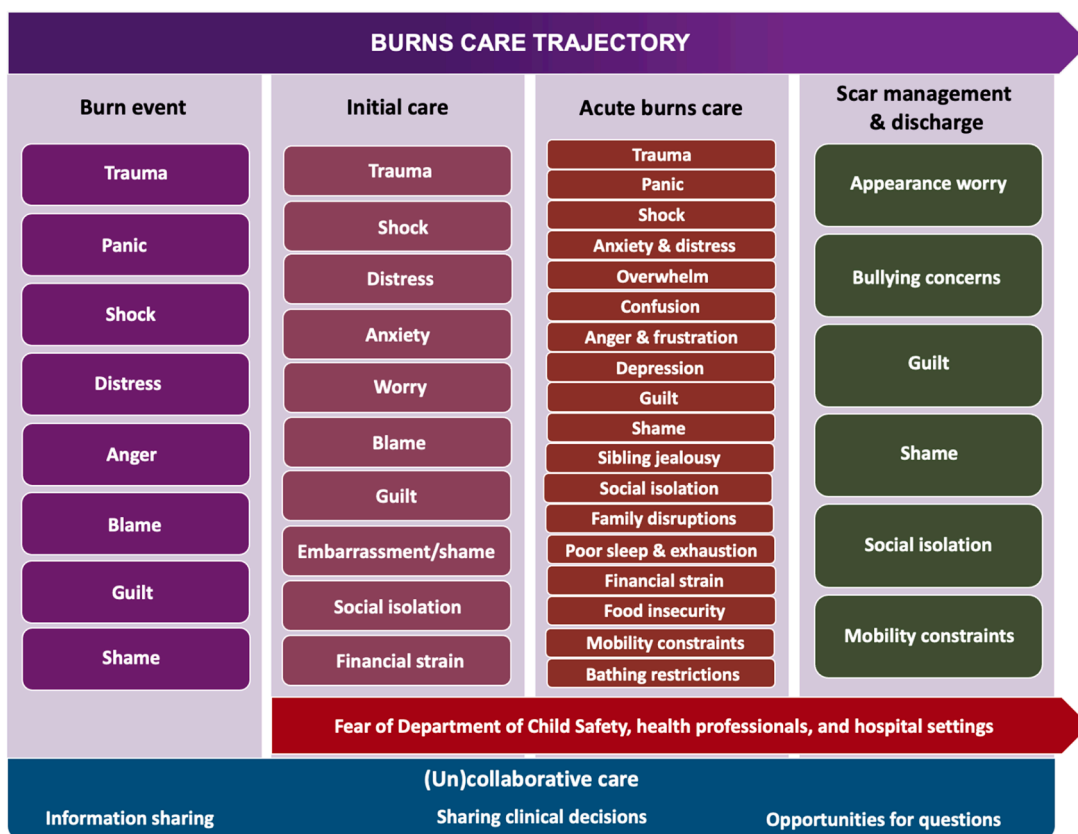 BURNS CARE TRAJECTORY
Burn event
Trauma
Panic
Shock
Distress
Anger
Blame
Guilt
Shame
Initial care
Trauma
Shock
Distress
Anxiety
Worry
Blame
Guilt
Embarrassment/shame
Social isolation
Financial strain
Acute burns care
Trauma
Panic
Shock
Anxiety & distress
Overwhelm
Confusion
Anger & frustration
Depression
Guilt
Shame
Sibling jealousy
Social isolation
Family disruptions
Poor sleep & exhaustion
Financial strain
Food insecurity
Mobility constraints
Bathing restrictions
Scar management
& discharge
Appearance worry
Bullying concerns
Guilt
Shame
Social isolation
Mobility constraints
Fear of Department of Child Safety, health professionals, and hospital settings
(Un)collaborative care
Information sharing
Sharing clinical decisions
Opportunities for questions